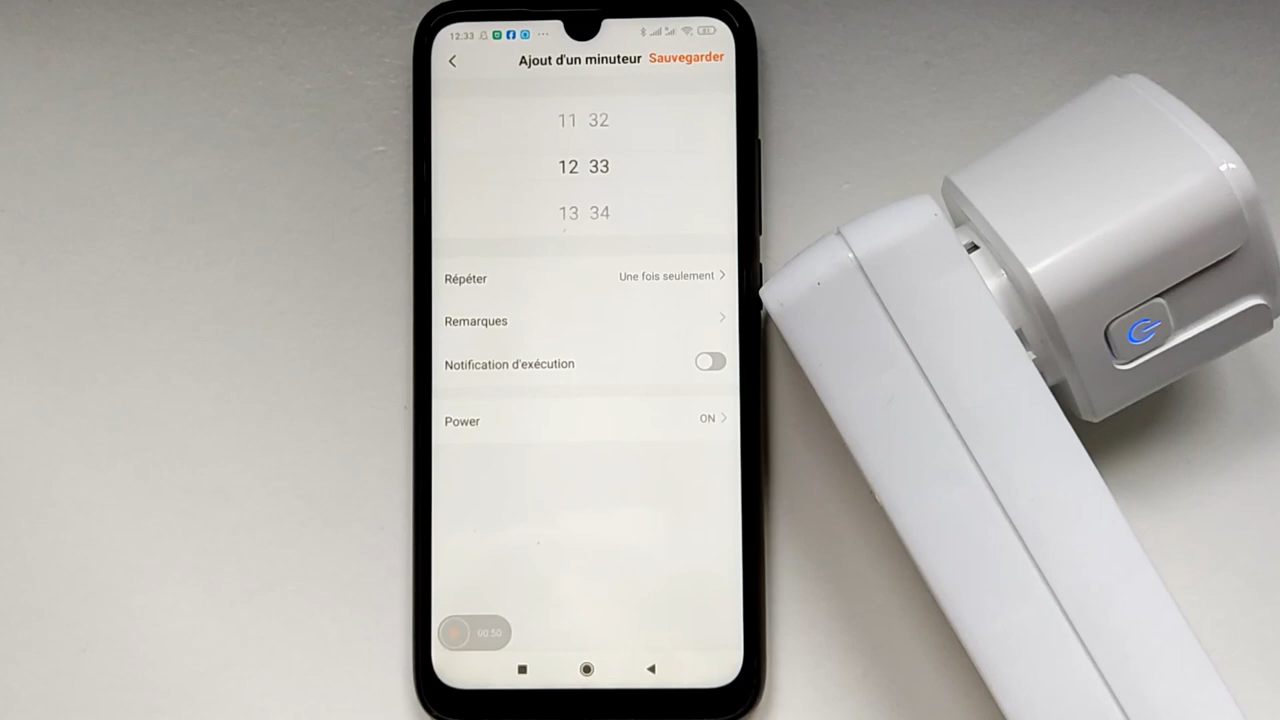 12:33
Ajout d'un minuteur Sauvegarder
11 32
12 33
13 34
Répéter Une fois seulement
Remarques
Notification d'exécution
Power ON
00:50